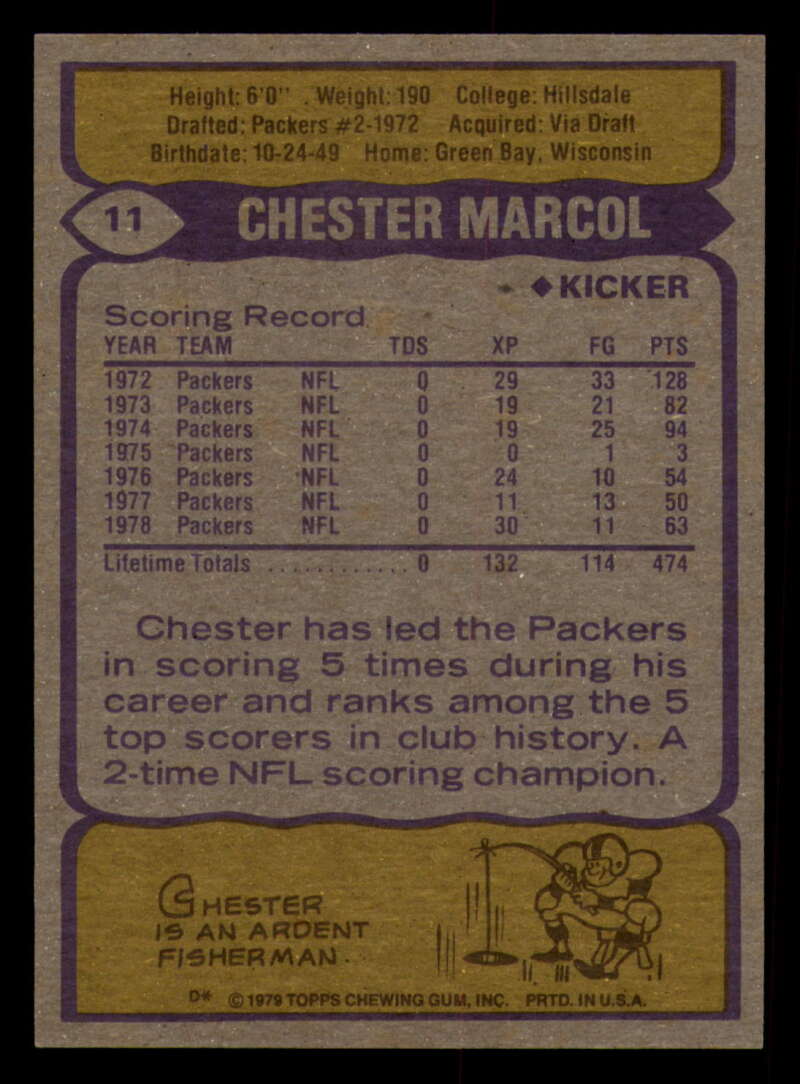 Height: 6'0" . Weight: 190 College: Hillsdale
Drafted: Packers #2-1972 Acquired: Via Draft
Birthdate: 10-24-49 Home: Green Bay, Wisconsin
11 CHESTER MARCOL
◆KICKER
Scoring Record
YEAR TEAM TDS XP FG PTS
1972 Packers NFL 0 29 33 128
1973 Packers NFL 0 19 21 82
1974 Packers NFL 0 19 25 94
1975 Packers NFL 0 0 1 3
1976 Packers NFL 0 24 10 54
1977 Packers NFL 0 11 13 50
1978 Packers NFL 0 30 11 63
Lifetime Totals ............ 0 132 114 474
Chester has led the Packers
in scoring 5 times during his
career and ranks among the 5
top scorers in club history. A
2-time NFL scoring champion.
CHESTER
IS AN ARDENT
FISHERMAN.
D* © 1979 TOPPS CHEWING GUM, INC. PRTD. IN U.S.A.